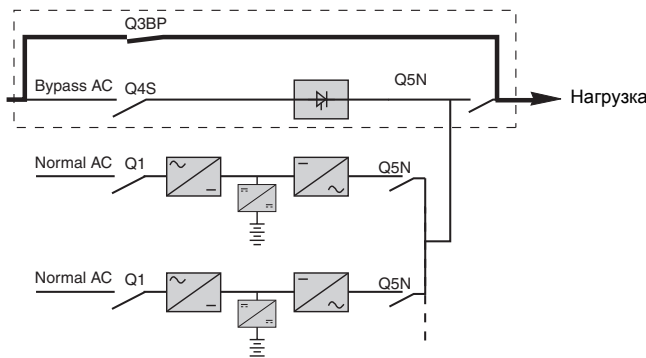 Q3BP
Bypass AC Q4S Q5N
Нагрузка
Normal AC Q1 Q5N
Normal AC Q1 Q5N